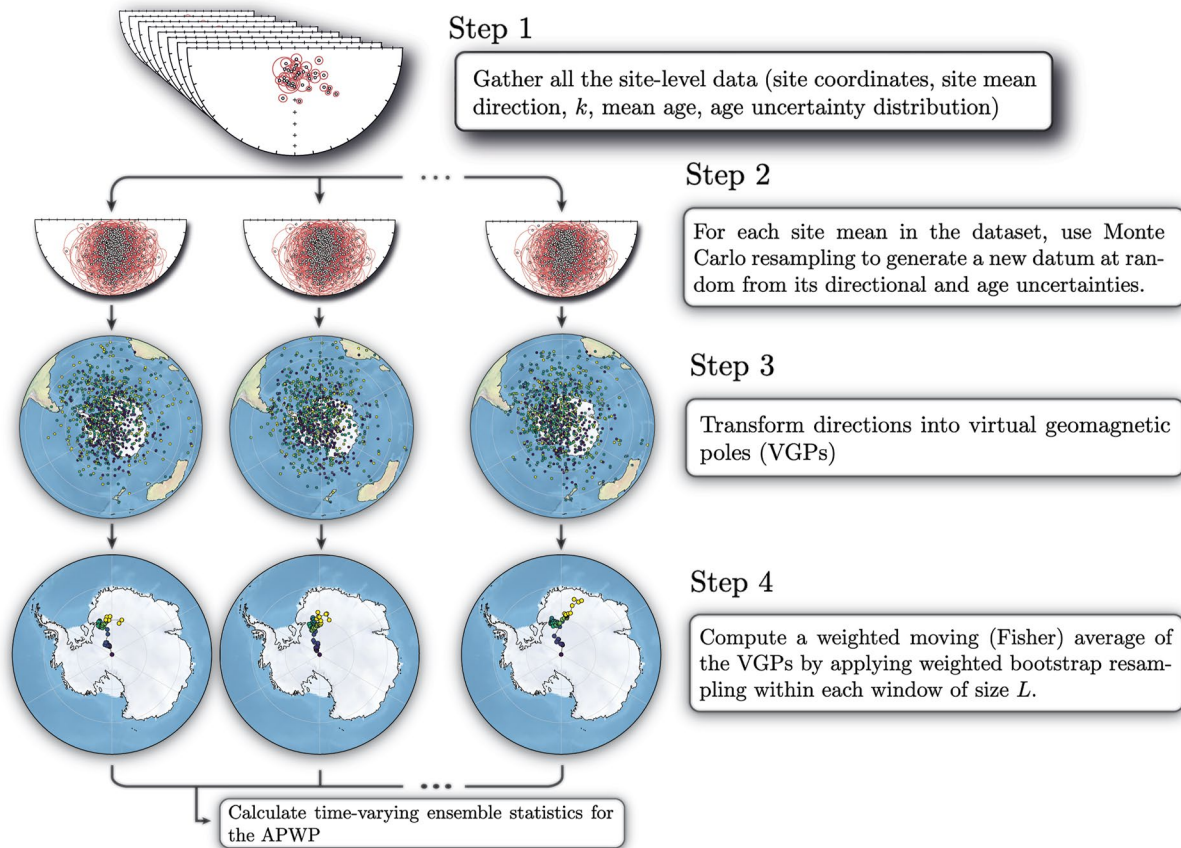 Step 1
Gather all the site-level data (site coordinates, site mean
direction, k, mean age, age uncertainty distribution)
Step 2
For each site mean in the dataset, use Monte
Carlo resampling to generate a new datum at ran-
dom from its directional and age uncertainties.
Step 3
Transform directions into virtual geomagnetic
poles (VGPs)
Step 4
Compute a weighted moving (Fisher) average of
the VGPs by applying weighted bootstrap resam-
pling within each window of size L.
Calculate time-varying ensemble statistics for
the APWP